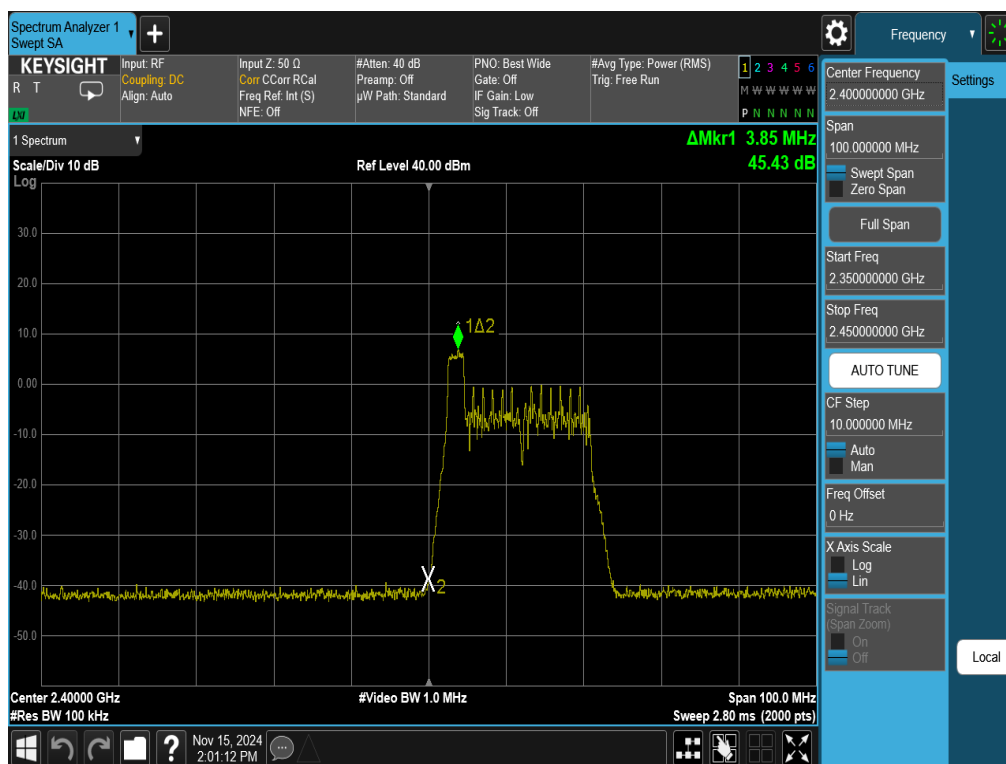 Spectrum Analyzer 1
Swept SA
+
Frequency
KEYSIGHT
R T
LXI
Input: RF
Coupling: DC
Align: Auto
Input Z: 50 Ω
Corr CCorr RCal
Freq Ref: Int (S)
NFE: Off
#Atten: 40 dB
Preamp: Off
µW Path: Standard
PNO: Best Wide
Gate: Off
IF Gain: Low
Sig Track: Off
#Avg Type: Power (RMS)
Trig: Free Run
1 2 3 4 5 6
M W W W W W
P N N N N N
1 Spectrum
Scale/Div 10 dB
Log
Ref Level 40.00 dBm
ΔMkr1 3.85 MHz
45.43 dB
30.0
20.0
10.0
0.00
-10.0
-20.0
-30.0
-40.0
-50.0
1Δ2
X2
Center 2.40000 GHz
#Res BW 100 kHz
#Video BW 1.0 MHz
Span 100.0 MHz
Sweep 2.80 ms (2000 pts)
Center Frequency
2.400000000 GHz
Settings
Span
100.000000 MHz
Swept Span
Zero Span
Full Span
Start Freq
2.350000000 GHz
Stop Freq
2.450000000 GHz
AUTO TUNE
CF Step
10.000000 MHz
Auto
Man
Freq Offset
0 Hz
X Axis Scale
Log
Lin
Signal Track
(Span Zoom)
On
Off
Local
?
Nov 15, 2024
2:01:12 PM